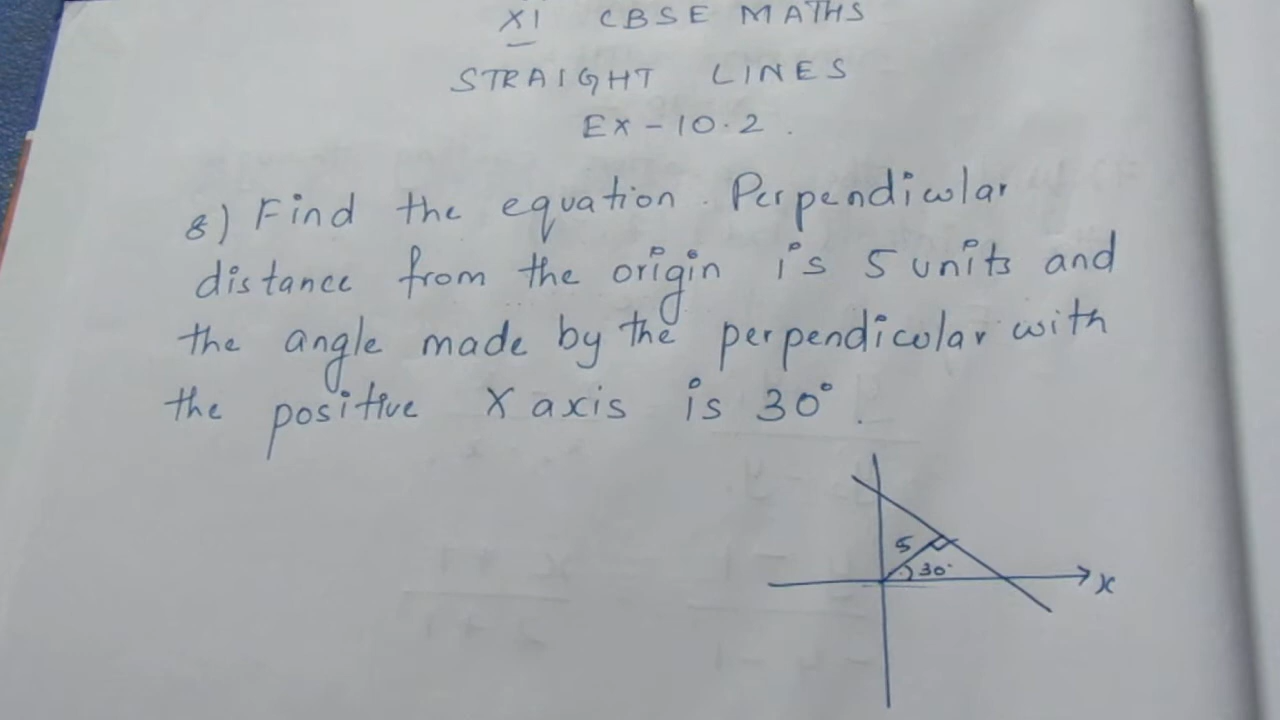 XI CBSE MATHS
STRAIGHT LINES
EX-10.2.
8) Find the equation. Perpendicular
distance from the origin is 5 units and
the angle made by the perpendicular with
the positive X axis is 30°.
5
30°
x